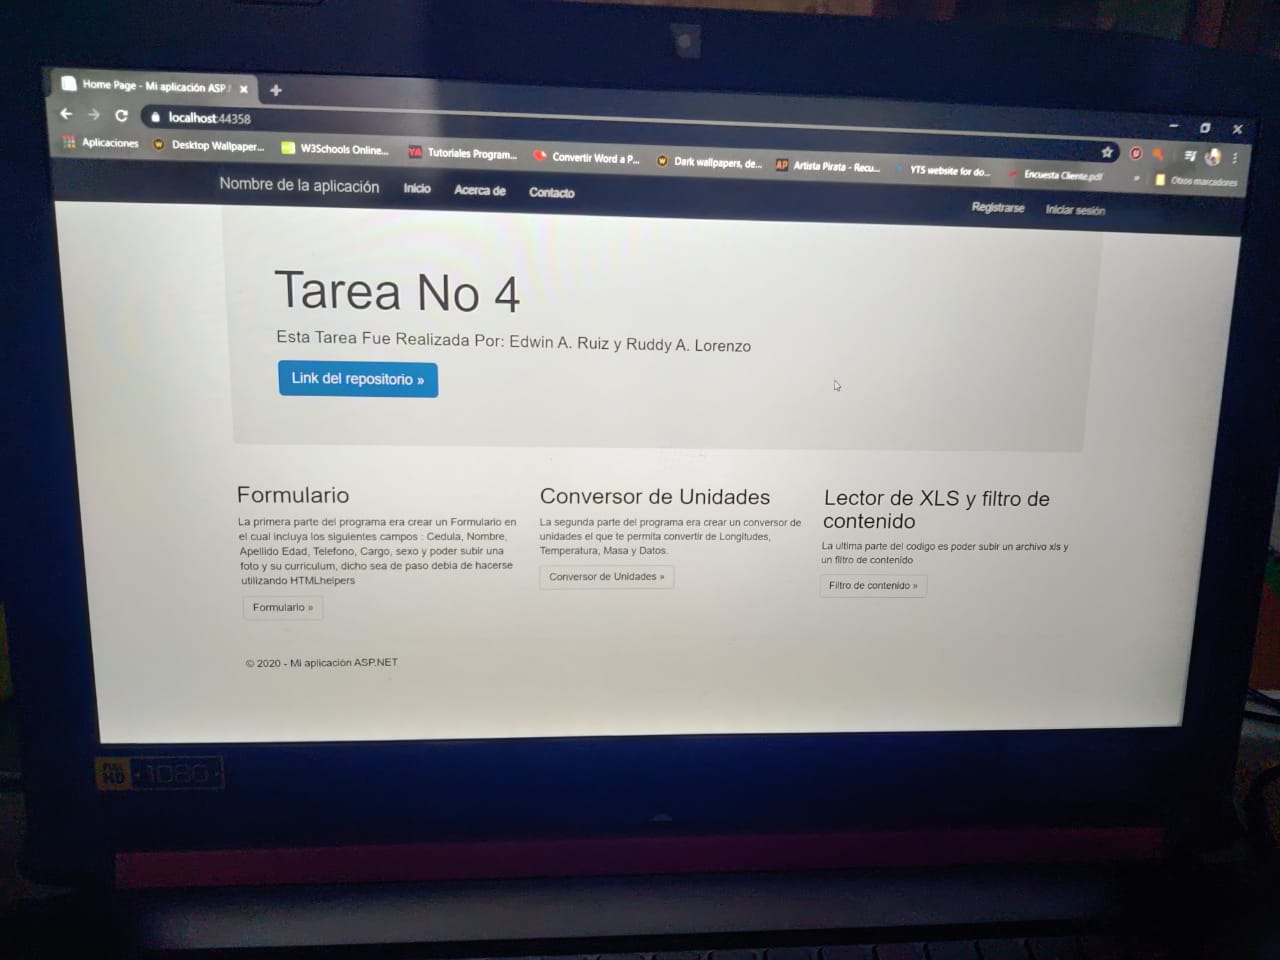 Home Page - Mi aplicación ASP.
localhost:44358
Aplicaciones
Desktop Wallpaper...
W3Schools Online...
YA
Tutoriales Program...
Convertir Word a P...
Dark wallpapers, de...
AP
Artista Pirata - Recu...
YTS website for do...
Encuesta Cliente.pdf
»
Otros marcadores
Nombre de la aplicación
Inicio
Acerca de
Contacto
Registrarse
Iniciar sesión
Tarea No 4
Esta Tarea Fue Realizada Por: Edwin A. Ruiz y Ruddy A. Lorenzo
Link del repositorio »
Formulario
La primera parte del programa era crear un Formulario en
el cual incluya los siguientes campos : Cedula, Nombre,
Apellido Edad, Telefono, Cargo, sexo y poder subir una
foto y su curriculum, dicho sea de paso debia de hacerse
utilizando HTMLhelpers
Formulario »
Conversor de Unidades
La segunda parte del programa era crear un conversor de
unidades el que te permita convertir de Longitudes,
Temperatura, Masa y Datos.
Conversor de Unidades »
Lector de XLS y filtro de
contenido
La ultima parte del codigo es poder subir un archivo xls y
un filtro de contenido
Filtro de contenido »
© 2020 - Mi aplicación ASP.NET
FULL
HD
1080